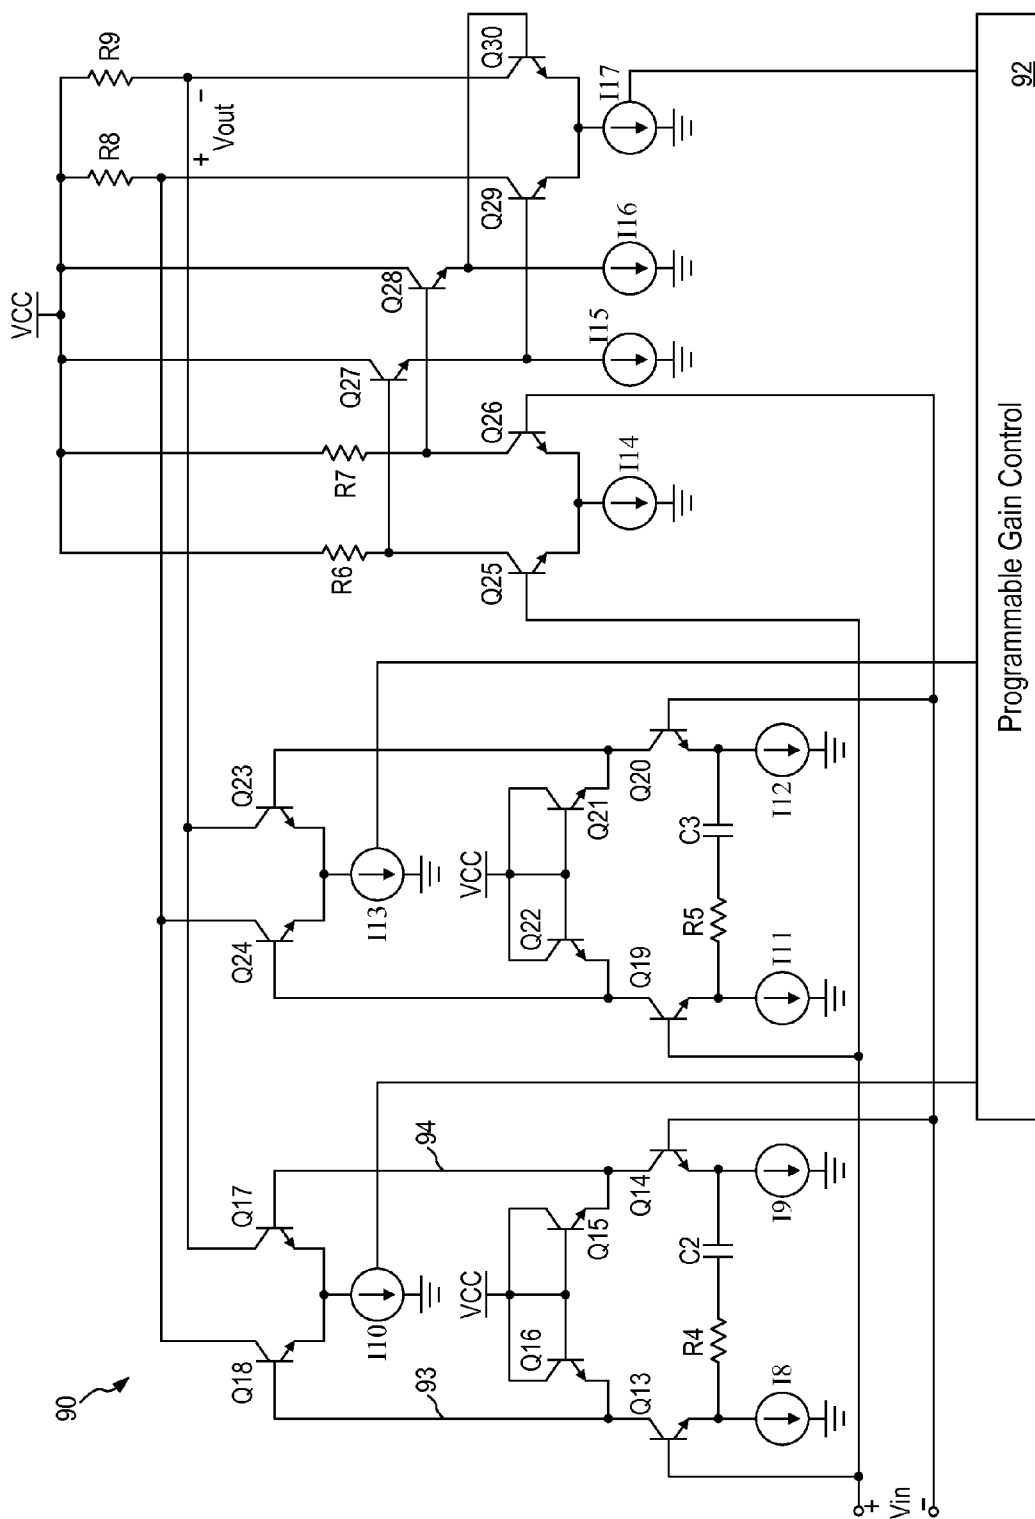 90
Q18
Q17
I10
93
94
VCC
Q16
Q15
Q13
Q14
R4
C2
I8
I9
+
Vin
-
Q24
Q23
I13
VCC
Q22
Q21
Q19
Q20
R5
C3
I11
I12
VCC
R6
R7
Q25
Q26
I14
Q27
Q28
I15
I16
R8
R9
+
Vout
-
Q29
Q30
I17
Programmable Gain Control
92